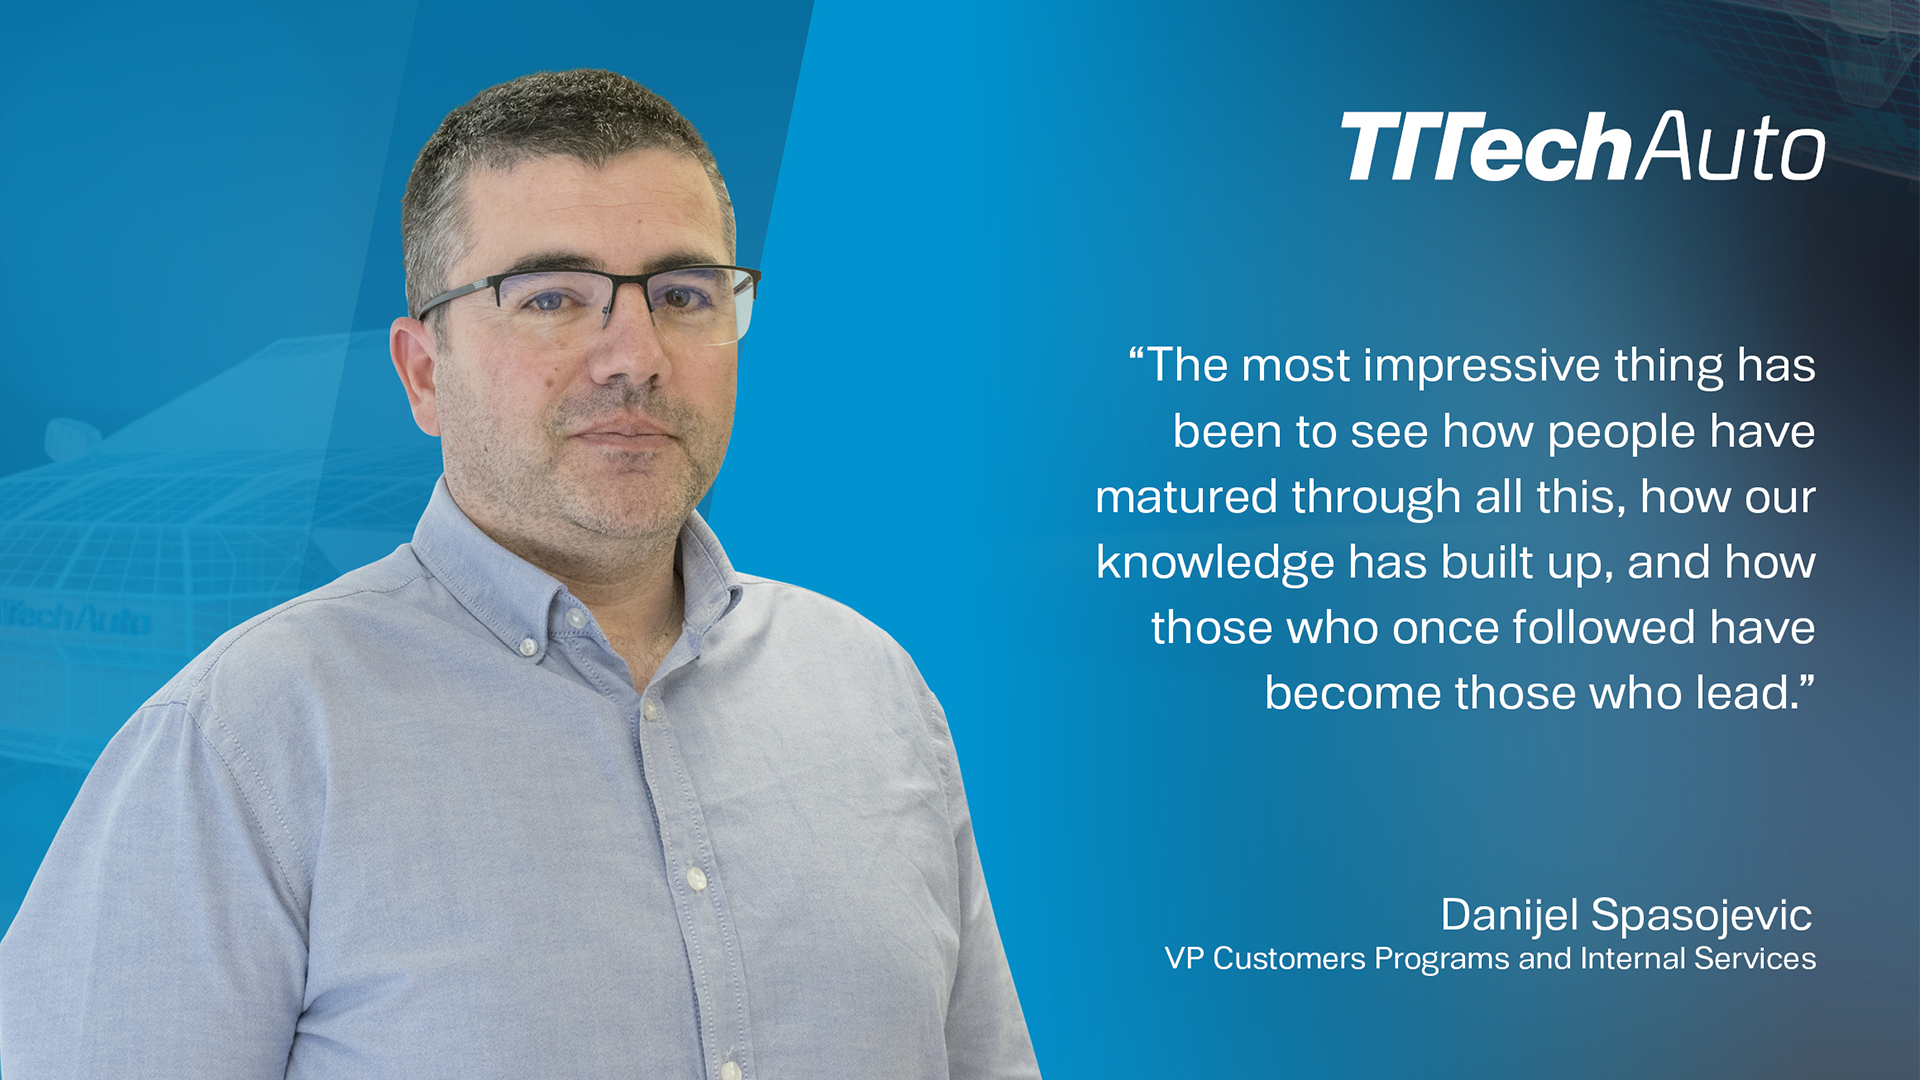 TTTechAuto
“The most impressive thing has
been to see how people have
matured through all this, how our
knowledge has built up, and how
those who once followed have
become those who lead.”
TTechAuto
Danijel Spasojevic
VP Customers Programs and Internal Services